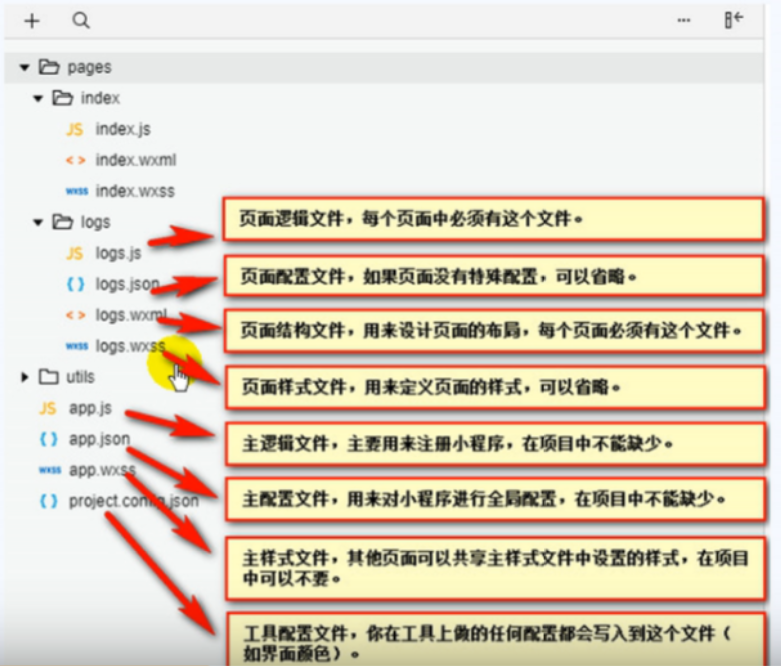 pages
index
JS index.js
< > index.wxml
wxss index.wxss
logs
页面逻辑文件，每个页面中必须有这个文件。
JS logs.js
{ } logs.json
页面配置文件，如果页面没有特殊配置，可以省略。
< > logs.wxml
页面结构文件，用来设计页面的布局，每个页面必须有这个文件。
wxss logs.wxss
utils
页面样式文件，用来定义页面的样式，可以省略。
JS app.js
{ } app.json
主逻辑文件，主要用来注册小程序，在项目中不能缺少。
wxss app.wxss
{ } project.config.json
主配置文件，用来对小程序进行全局配置，在项目中不能缺少。
主样式文件，其他页面可以共享主样式文件中设置的样式，在项目
中可以不要。
工具配置文件，你在工具上做的任何配置都会写入到这个文件（
如界面颜色）。